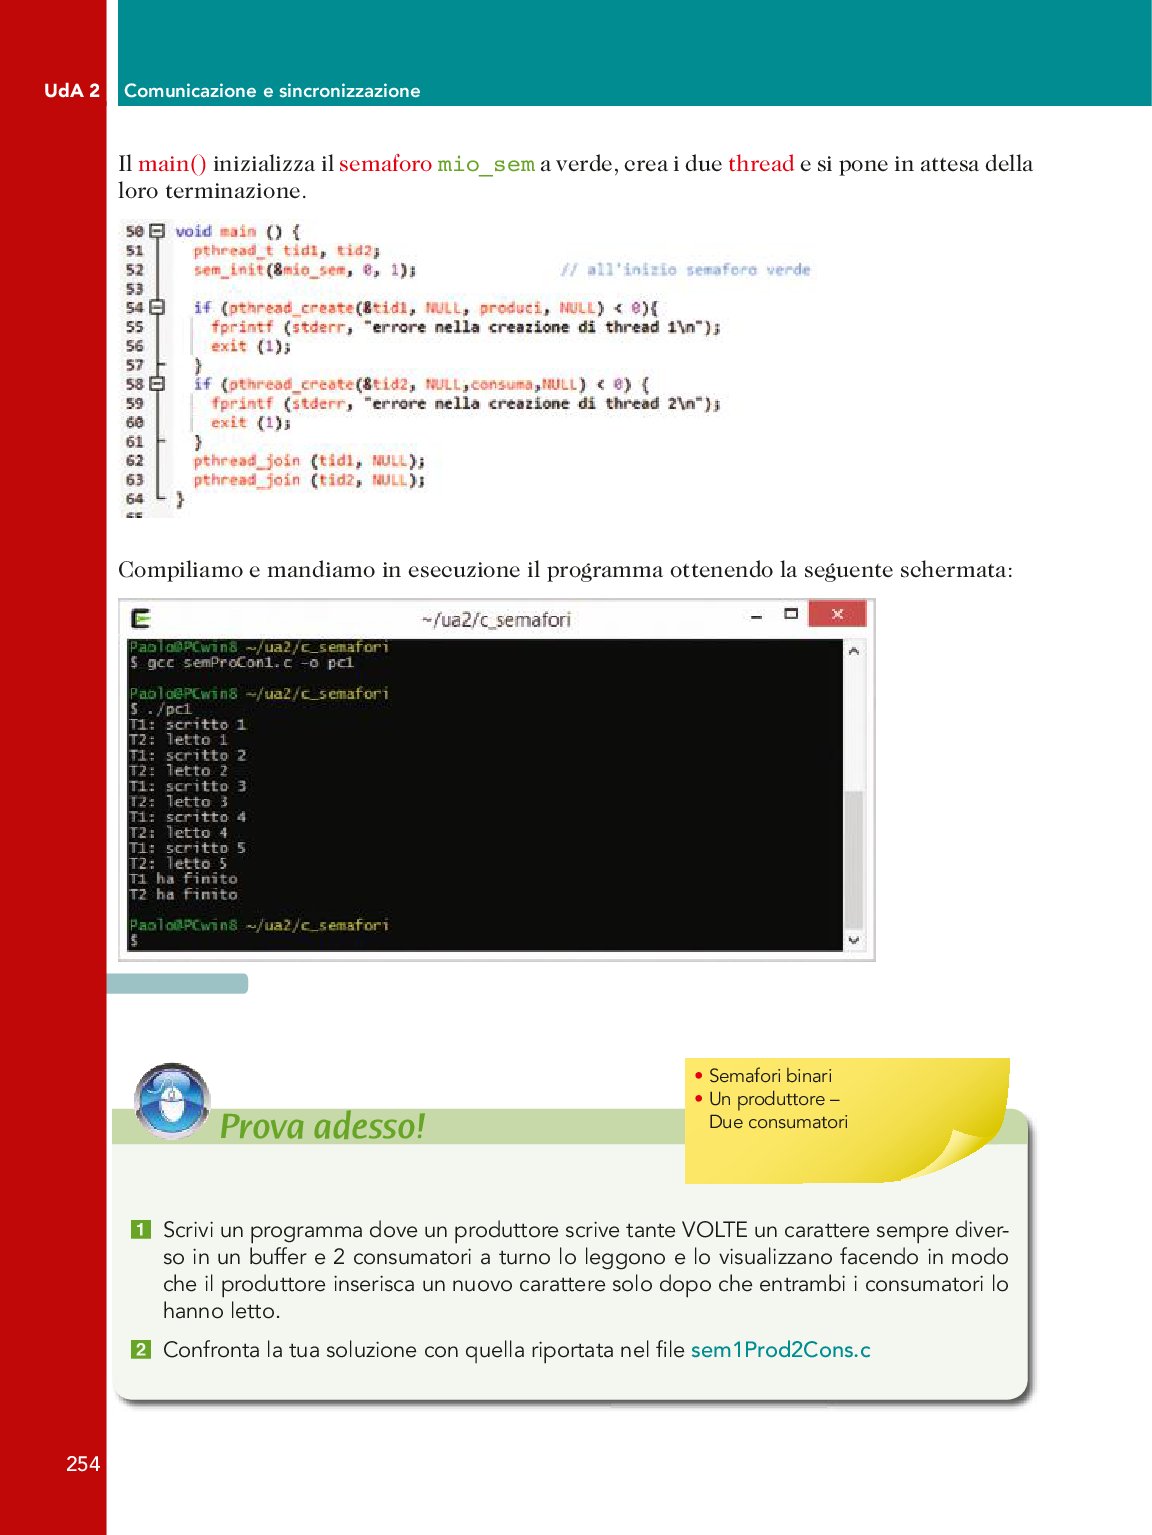 UdA 2 Comunicazione e sincronizzazione
Il main() inizializza il semaforo mio_sem a verde, crea i due thread e si pone in attesa della
loro terminazione.
50 void main () {
51 pthread_t tid1, tid2;
52 sem_init(&mio_sem, 0, 1); // all'inizio semaforo verde
53
54 if (pthread_create(&tid1, NULL, produci, NULL) < 0){
55 fprintf (stderr, "errore nella creazione di thread 1\n");
56 exit (1);
57 }
58 if (pthread_create(&tid2, NULL,consuma,NULL) < 0) {
59 fprintf (stderr, "errore nella creazione di thread 2\n");
60 exit (1);
61 }
62 pthread_join (tid1, NULL);
63 pthread_join (tid2, NULL);
64 }
Compiliamo e mandiamo in esecuzione il programma ottenendo la seguente schermata:
~/ua2/c_semafori
Paolo@PCwin8 ~/ua2/c_semafori
$ gcc semProCon1.c -o pc1
Paolo@PCwin8 ~/ua2/c_semafori
$ ./pc1
T1: scritto 1
T2: letto 1
T1: scritto 2
T2: letto 2
T1: scritto 3
T2: letto 3
T1: scritto 4
T2: letto 4
T1: scritto 5
T2: letto 5
T1 ha finito
T2 ha finito
Paolo@PCwin8 ~/ua2/c_semafori
$
Prova adesso!
• Semafori binari
• Un produttore –
Due consumatori
1 Scrivi un programma dove un produttore scrive tante VOLTE un carattere sempre diver-
so in un buffer e 2 consumatori a turno lo leggono e lo visualizzano facendo in modo
che il produttore inserisca un nuovo carattere solo dopo che entrambi i consumatori lo
hanno letto.
2 Confronta la tua soluzione con quella riportata nel file sem1Prod2Cons.c
254